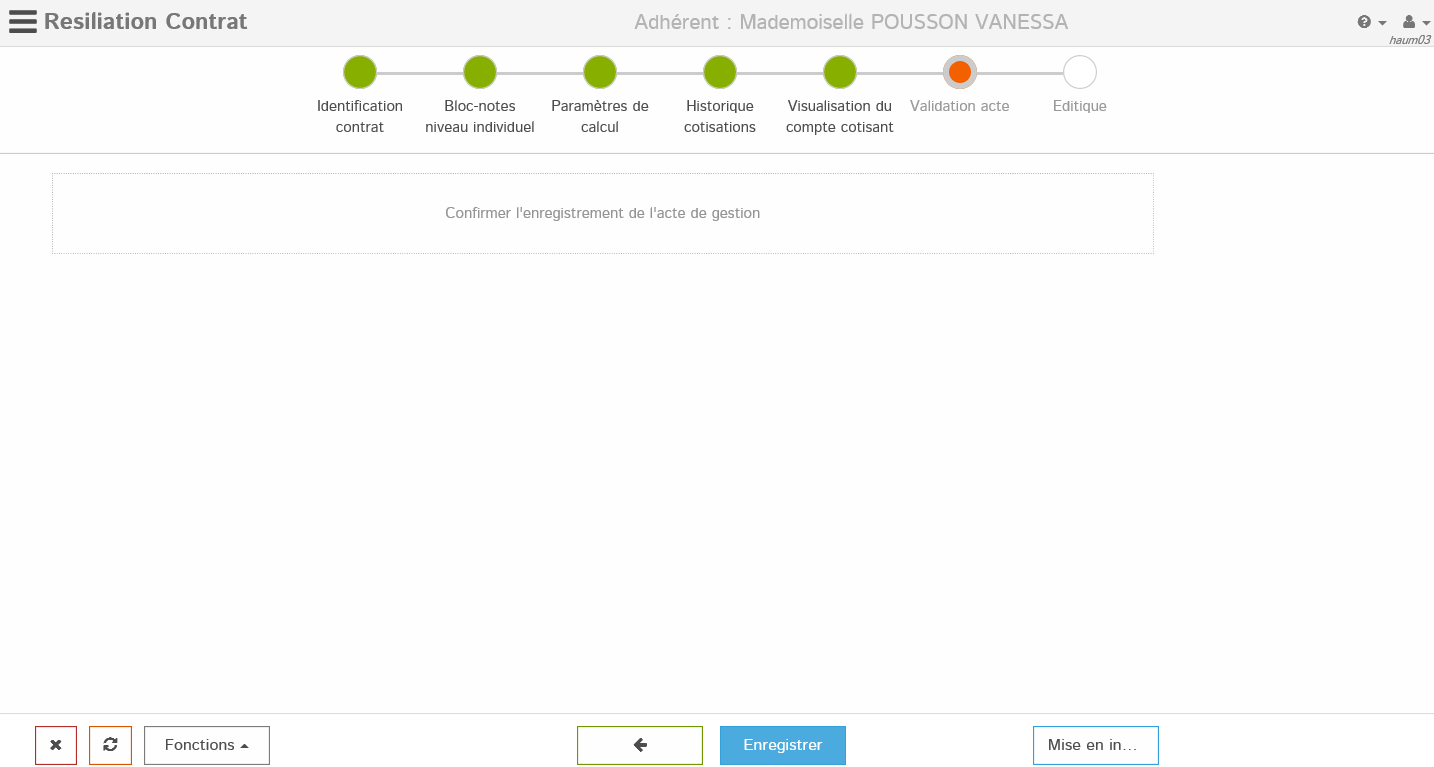 Resiliation Contrat
Adhérent : Mademoiselle POUSSON VANESSA
haum03
Identification
contrat
Bloc-notes
niveau individuel
Paramètres de
calcul
Historique
cotisations
Visualisation du
compte cotisant
Validation acte
Editique
Confirmer l'enregistrement de l'acte de gestion
Fonctions
Enregistrer
Mise en in...